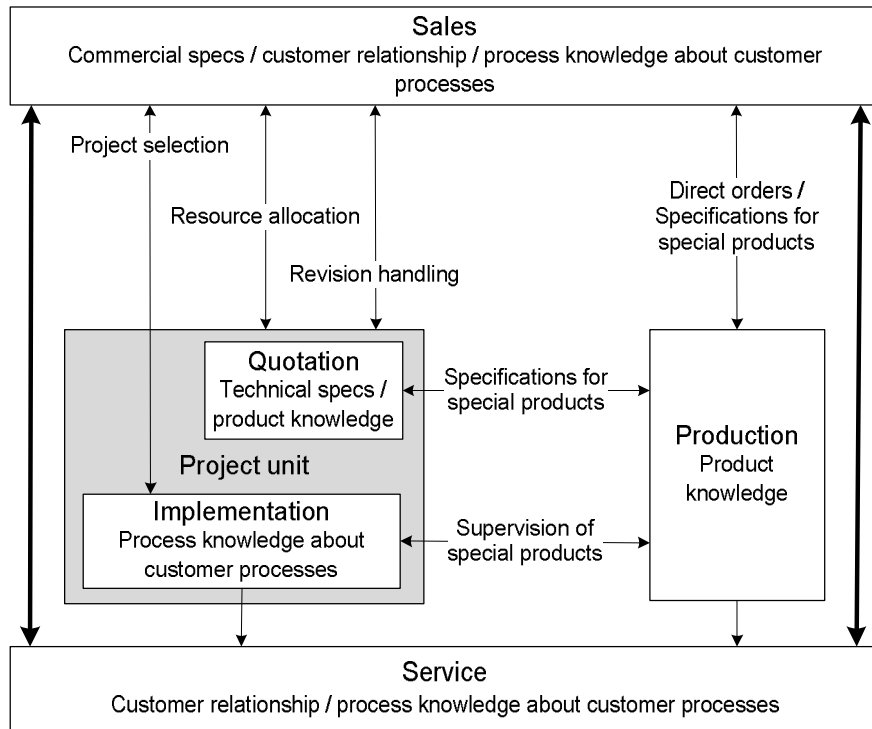 Sales
Commercial specs / customer relationship / process knowledge about customer
processes
Project selection
Resource allocation
Revision handling
Direct orders /
Specifications for
special products
Quotation
Technical specs /
product knowledge
Specifications for
special products
Project unit
Production
Product
knowledge
Implementation
Process knowledge about
customer processes
Supervision of
special products
Service
Customer relationship / process knowledge about customer processes